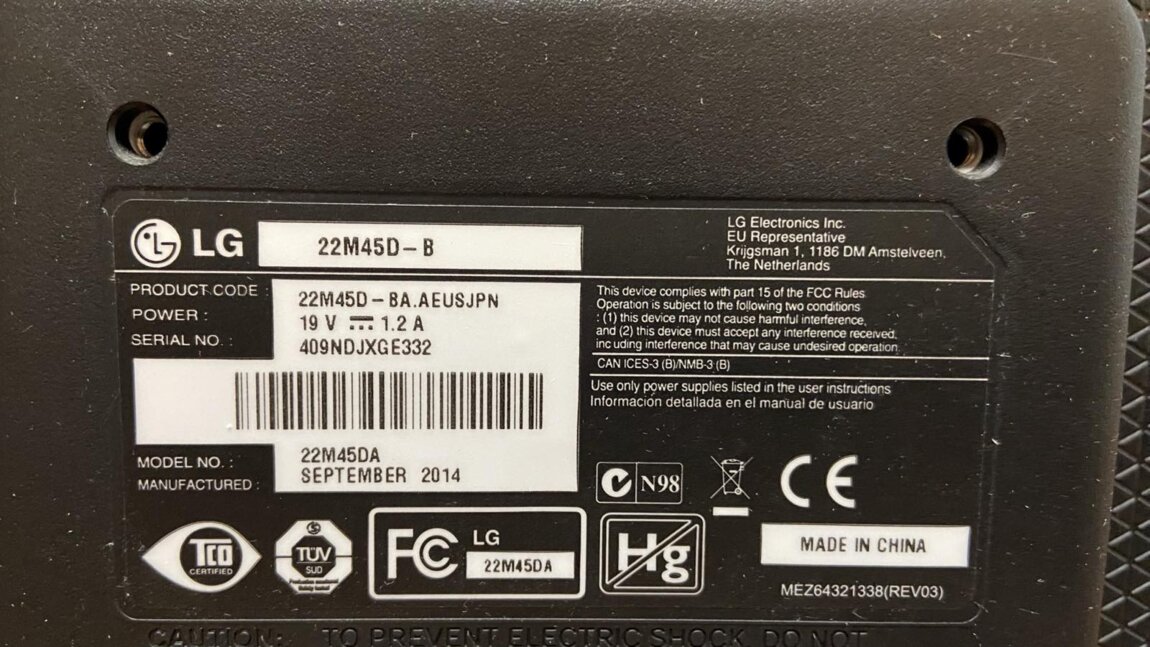 LG
22M45D-B
LG Electronics Inc.
EU Representative
Krijgsman 1, 1186 DM Amstelveen,
The Netherlands
PRODUCT CODE : 22M45D-BA.AEUSJPN
POWER : 19 V 1.2 A
SERIAL NO. : 409NDJXGE332
This device complies with part 15 of the FCC Rules.
Operation is subject to the following two conditions
: (1) this device may not cause harmful interference,
and (2) this device must accept any interference received,
including interference that may cause undesired operation.
CAN ICES-3 (B)/NMB-3 (B)
Use only power supplies listed in the user instructions
Información detallada en el manual de usuario
MODEL NO. : 22M45DA
MANUFACTURED : SEPTEMBER 2014
N98
CE
TCO
CERTIFIED
TÜV
SÜD
FC
LG
22M45DA
Hg
MADE IN CHINA
MEZ64321338(REV03)
CAUTION: TO PREVENT ELECTRIC SHOCK, DO NOT